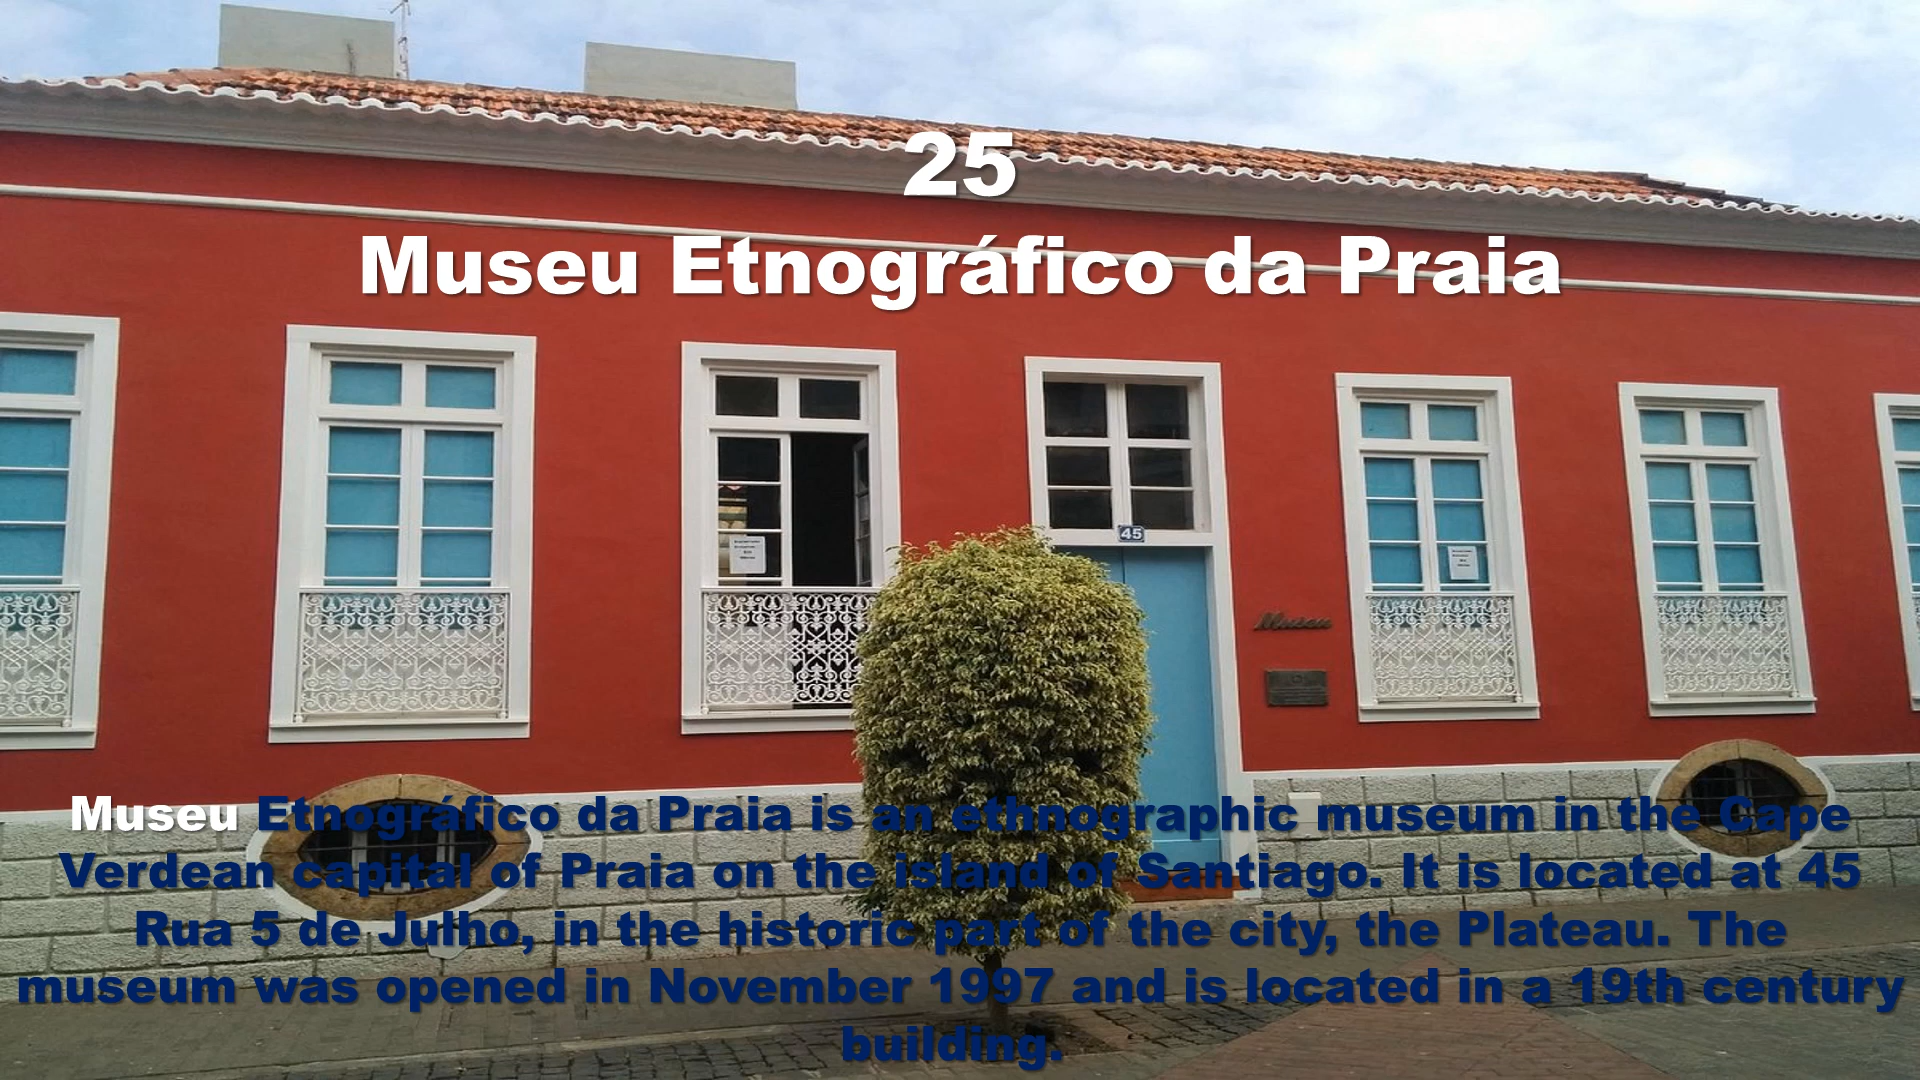 25
Museu Etnográfico da Praia
45
Museu
Museu Etnográfico da Praia is an ethnographic museum in the Cape
Verdean capital of Praia on the island of Santiago. It is located at 45
Rua 5 de Julho, in the historic part of the city, the Plateau. The
museum was opened in November 1997 and is located in a 19th century
building.